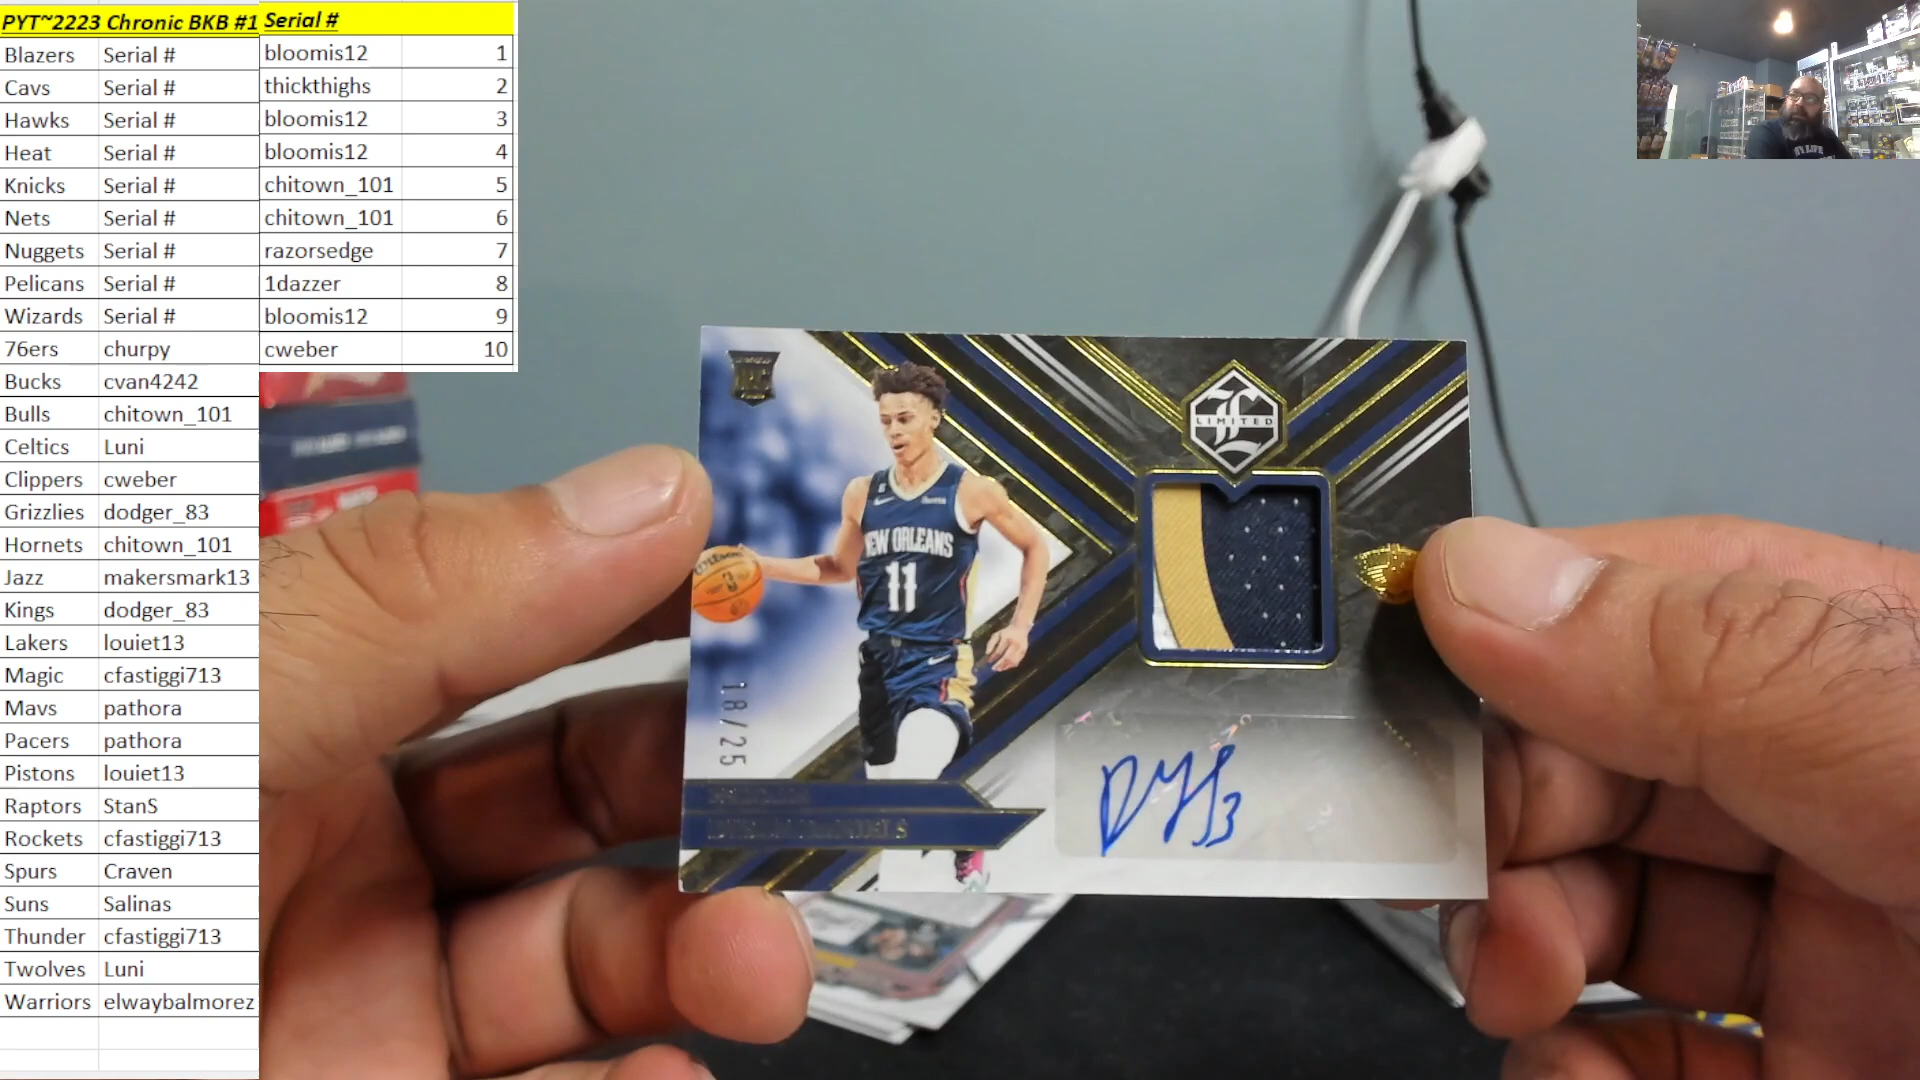 PYT~2223 Chronic BKB #1
Blazers Serial #
Cavs Serial #
Hawks Serial #
Heat Serial #
Knicks Serial #
Nets Serial #
Nuggets Serial #
Pelicans Serial #
Wizards Serial #
76ers churpy
Bucks cvan4242
Bulls chitown_101
Celtics Luni
Clippers cweber
Grizzlies dodger_83
Hornets chitown_101
Jazz makersmark13
Kings dodger_83
Lakers louiet13
Magic cfastiggi713
Mavs pathora
Pacers pathora
Pistons louiet13
Raptors StanS
Rockets cfastiggi713
Spurs Craven
Suns Salinas
Thunder cfastiggi713
Twolves Luni
Warriors elwaybalmorez
Serial #
bloomis12 1
thickthighs 2
bloomis12 3
bloomis12 4
chitown_101 5
chitown_101 6
razorsedge 7
1dazzer 8
bloomis12 9
cweber 10
RC
LIMITED
NEW ORLEANS
11
18/25